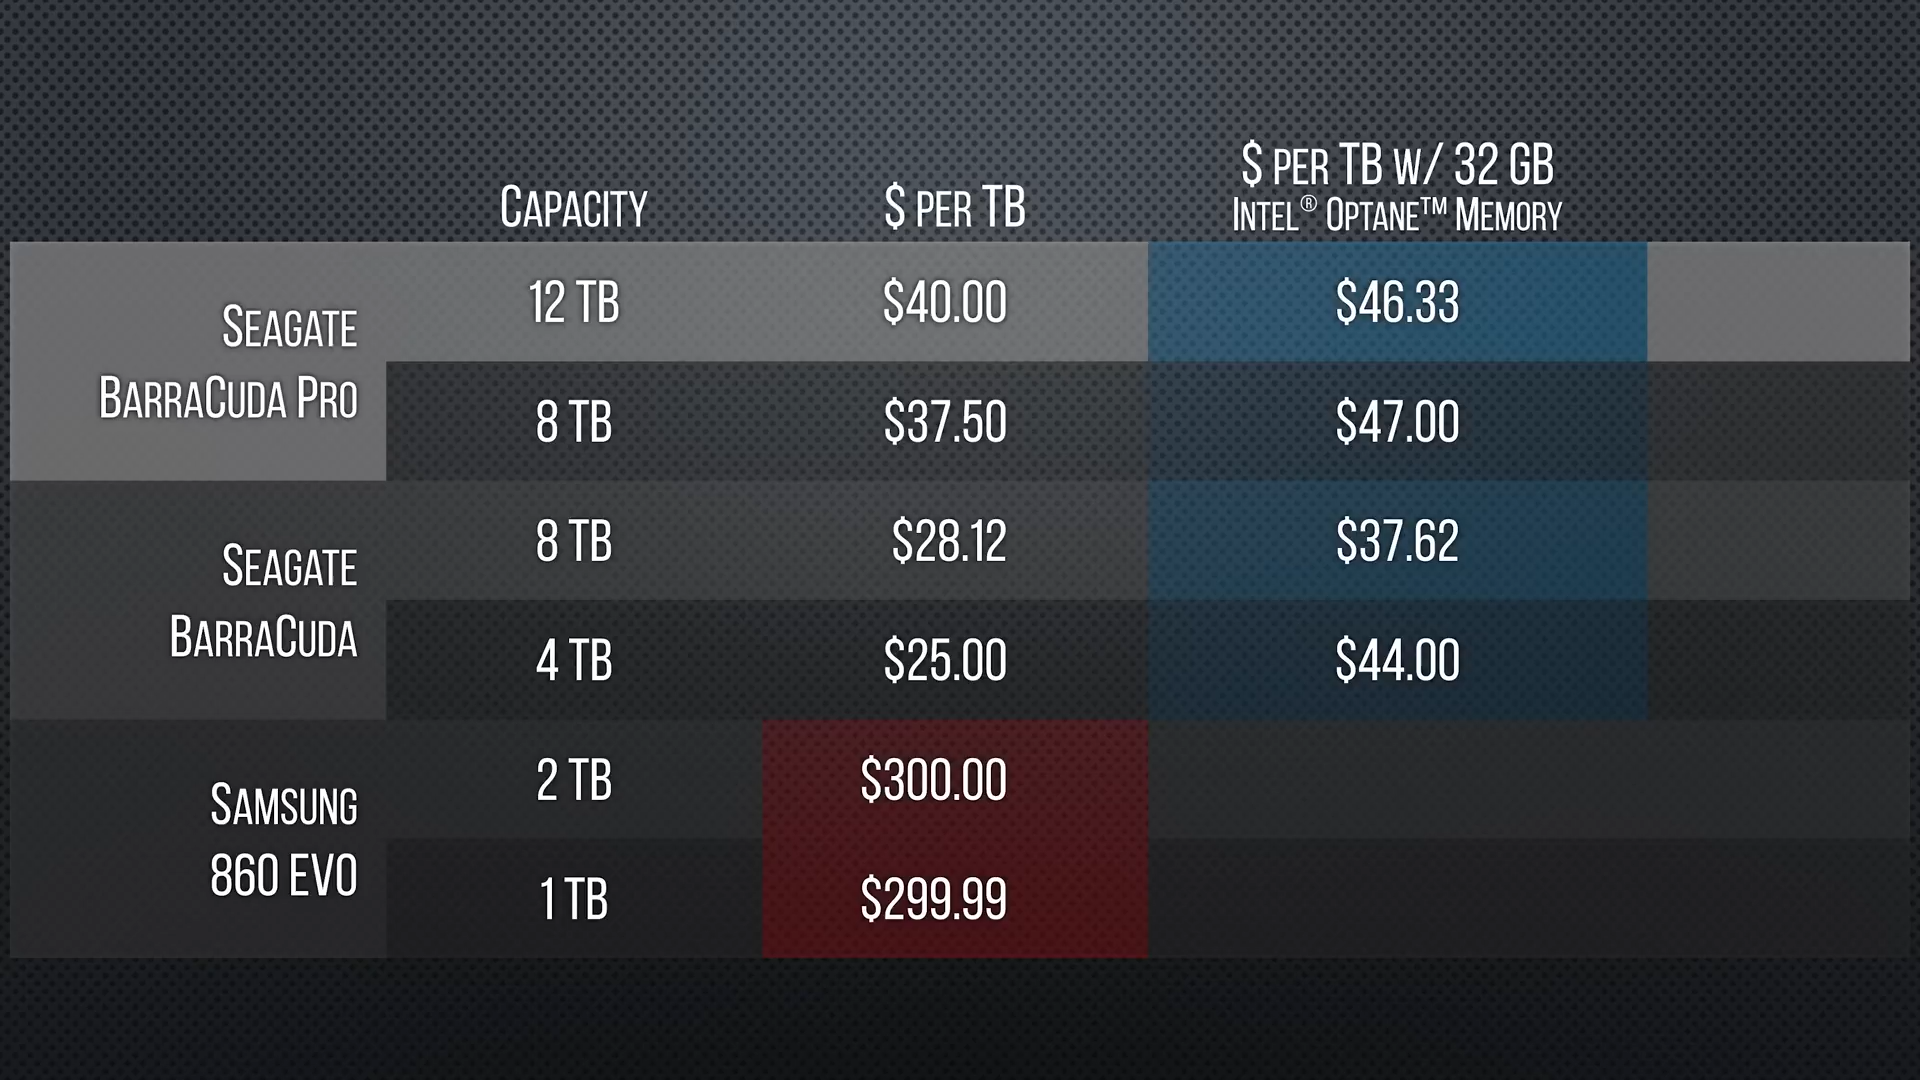 Capacity
$ per TB
$ per TB w/ 32 GB
Intel® Optane™ Memory
Seagate
BarraCuda Pro
12 TB
$40.00
$46.33
8 TB
$37.50
$47.00
Seagate
BarraCuda
8 TB
$28.12
$37.62
4 TB
$25.00
$44.00
Samsung
860 EVO
2 TB
$300.00
1 TB
$299.99